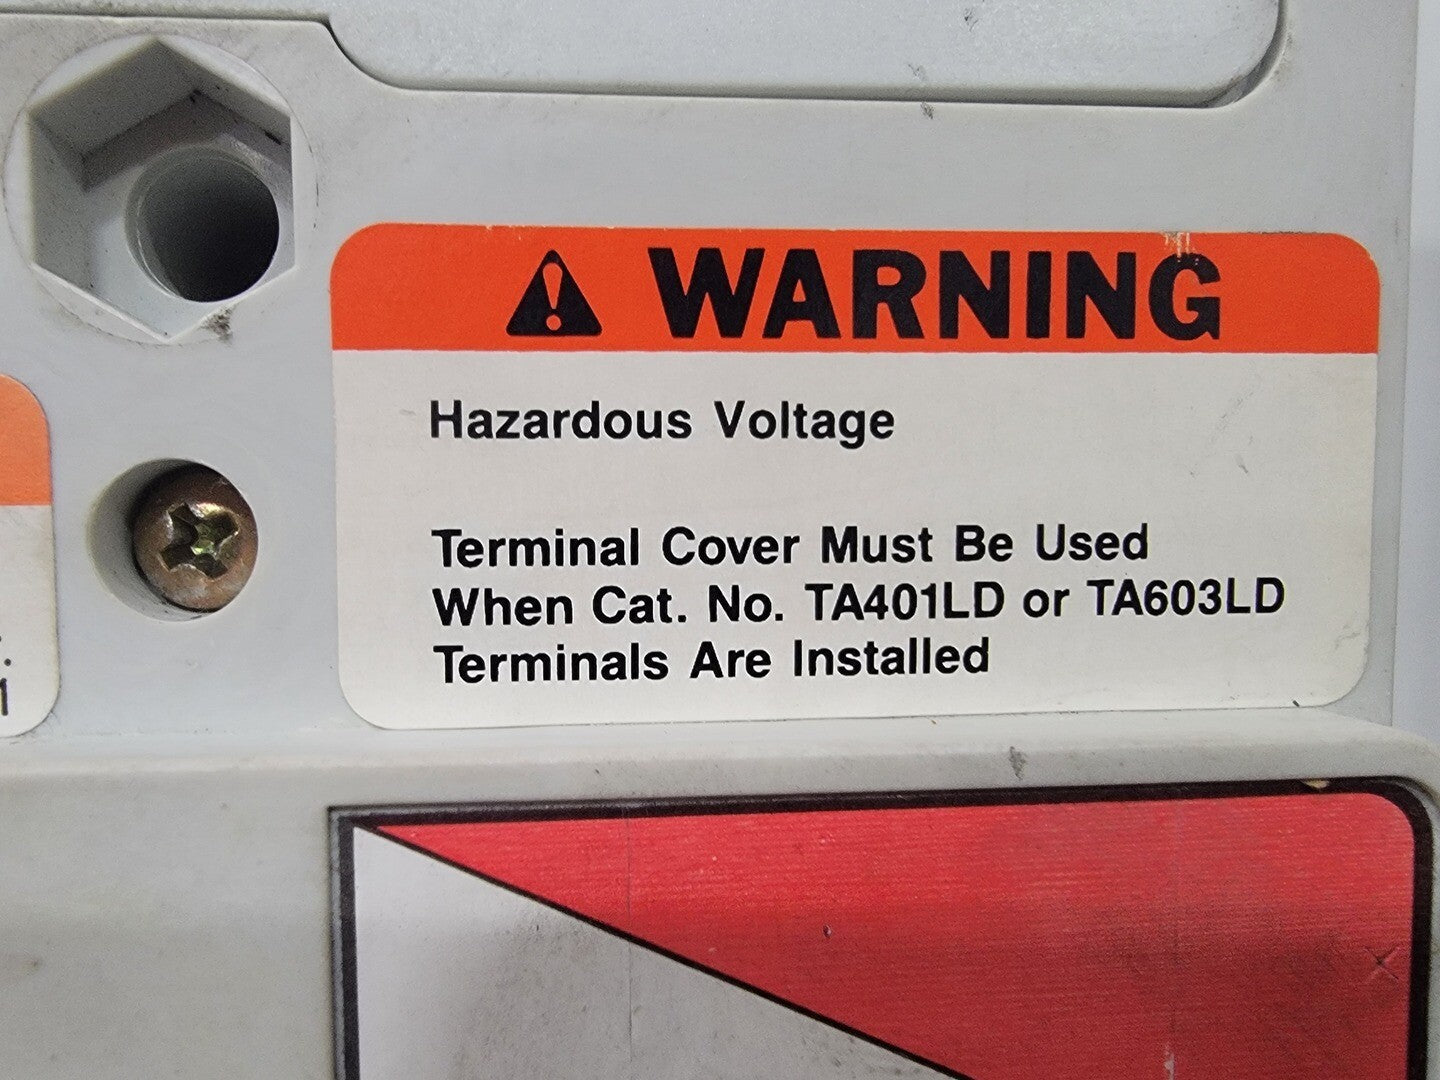 WARNING
Hazardous Voltage
Terminal Cover Must Be Used
When Cat. No. TA401LD or TA603LD
Terminals Are Installed